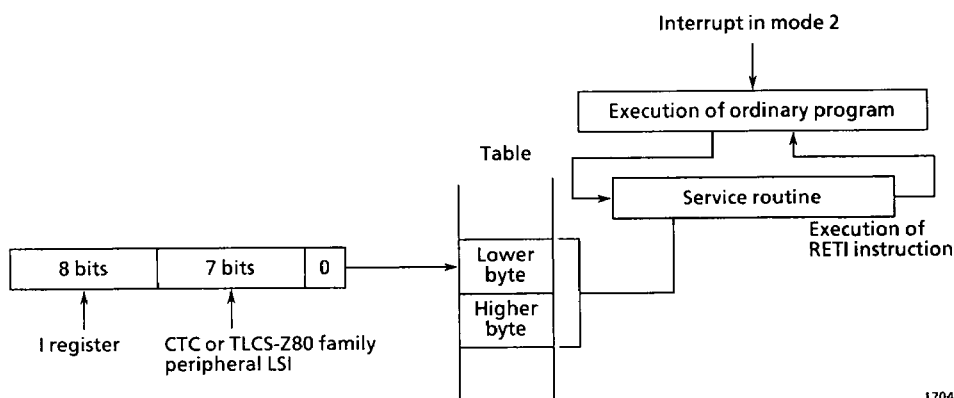 Interrupt in mode 2
Execution of ordinary program
Table
Service routine
Execution of
RETI instruction
8 bits 7 bits 0
Lower
byte
Higher
byte
I register
CTC or TLCS-Z80 family
peripheral LSI
1704